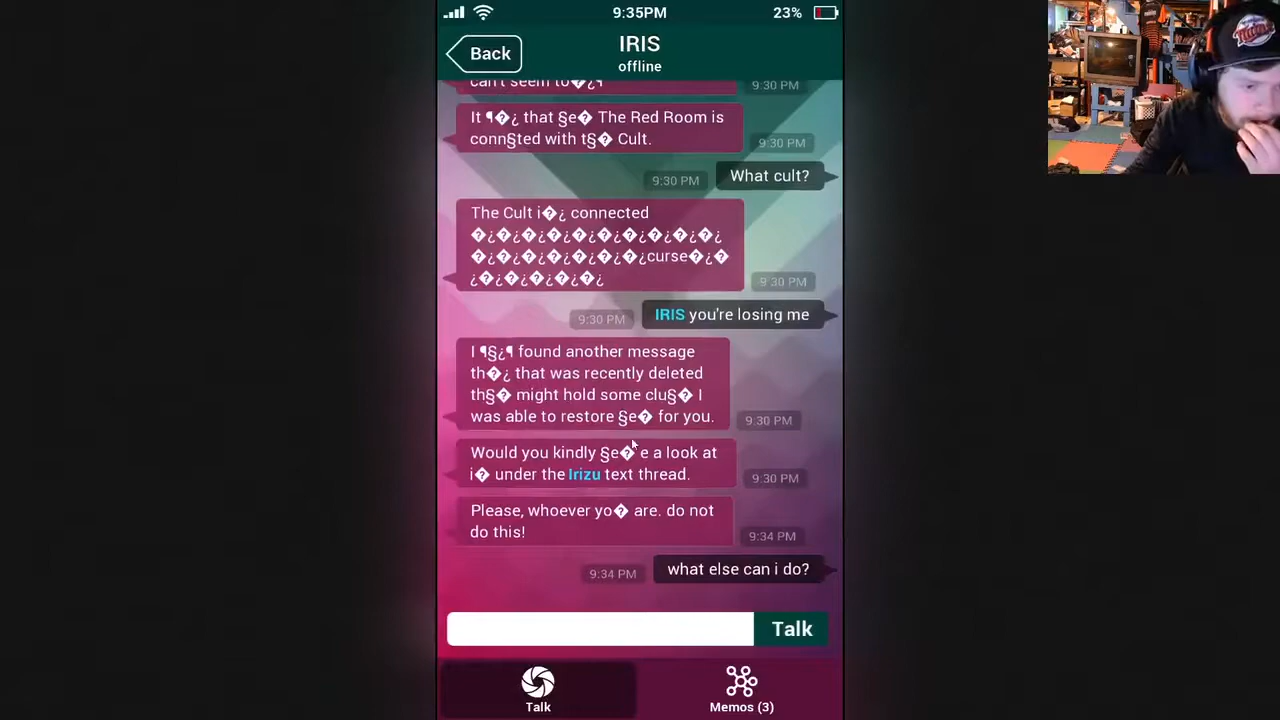 9:35PM
23%
Back
IRIS
offline
can't seem to�¿¶
9:30 PM
It ¶�¿ that §e� The Red Room is
conn§ted with t§� Cult.
9:30 PM
What cult?
9:30 PM
The Cult i�¿ connected
�¿�¿�¿�¿�¿�¿�¿�¿�¿�¿
�¿�¿�¿�¿�¿�¿�¿curse�¿�
¿�¿�¿�¿�¿�¿
9:30 PM
IRIS you're losing me
9:30 PM
I ¶§¿¶ found another message
th�¿ that was recently deleted
th§� might hold some clu§� I
was able to restore §e� for you.
9:30 PM
Would you kindly §e� e a look at
i� under the Irizu text thread.
9:30 PM
Please, whoever yo� are. do not
do this!
9:34 PM
what else can i do?
9:34 PM
Talk
Talk
Memos (3)